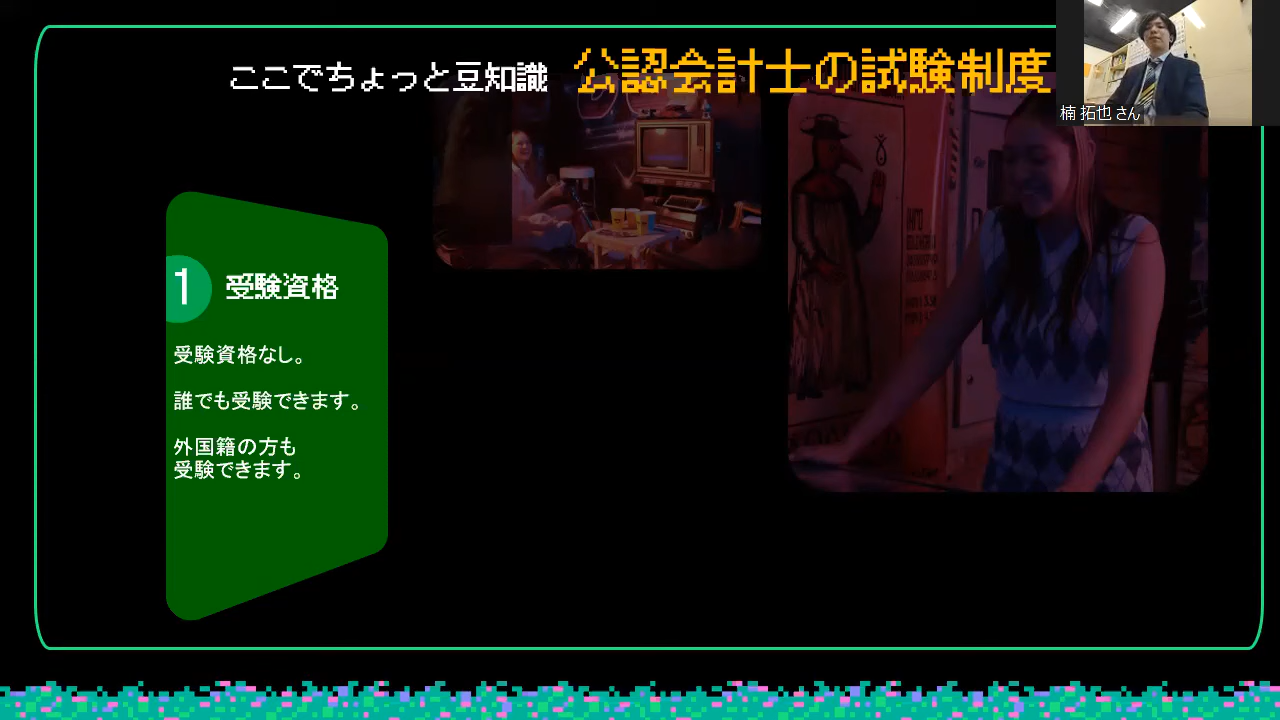 ここでちょっと豆知識 公認会計士の試験制度
楠 拓也 さん
1 受験資格
受験資格なし。
誰でも受験できます。
外国籍の方も
受験できます。